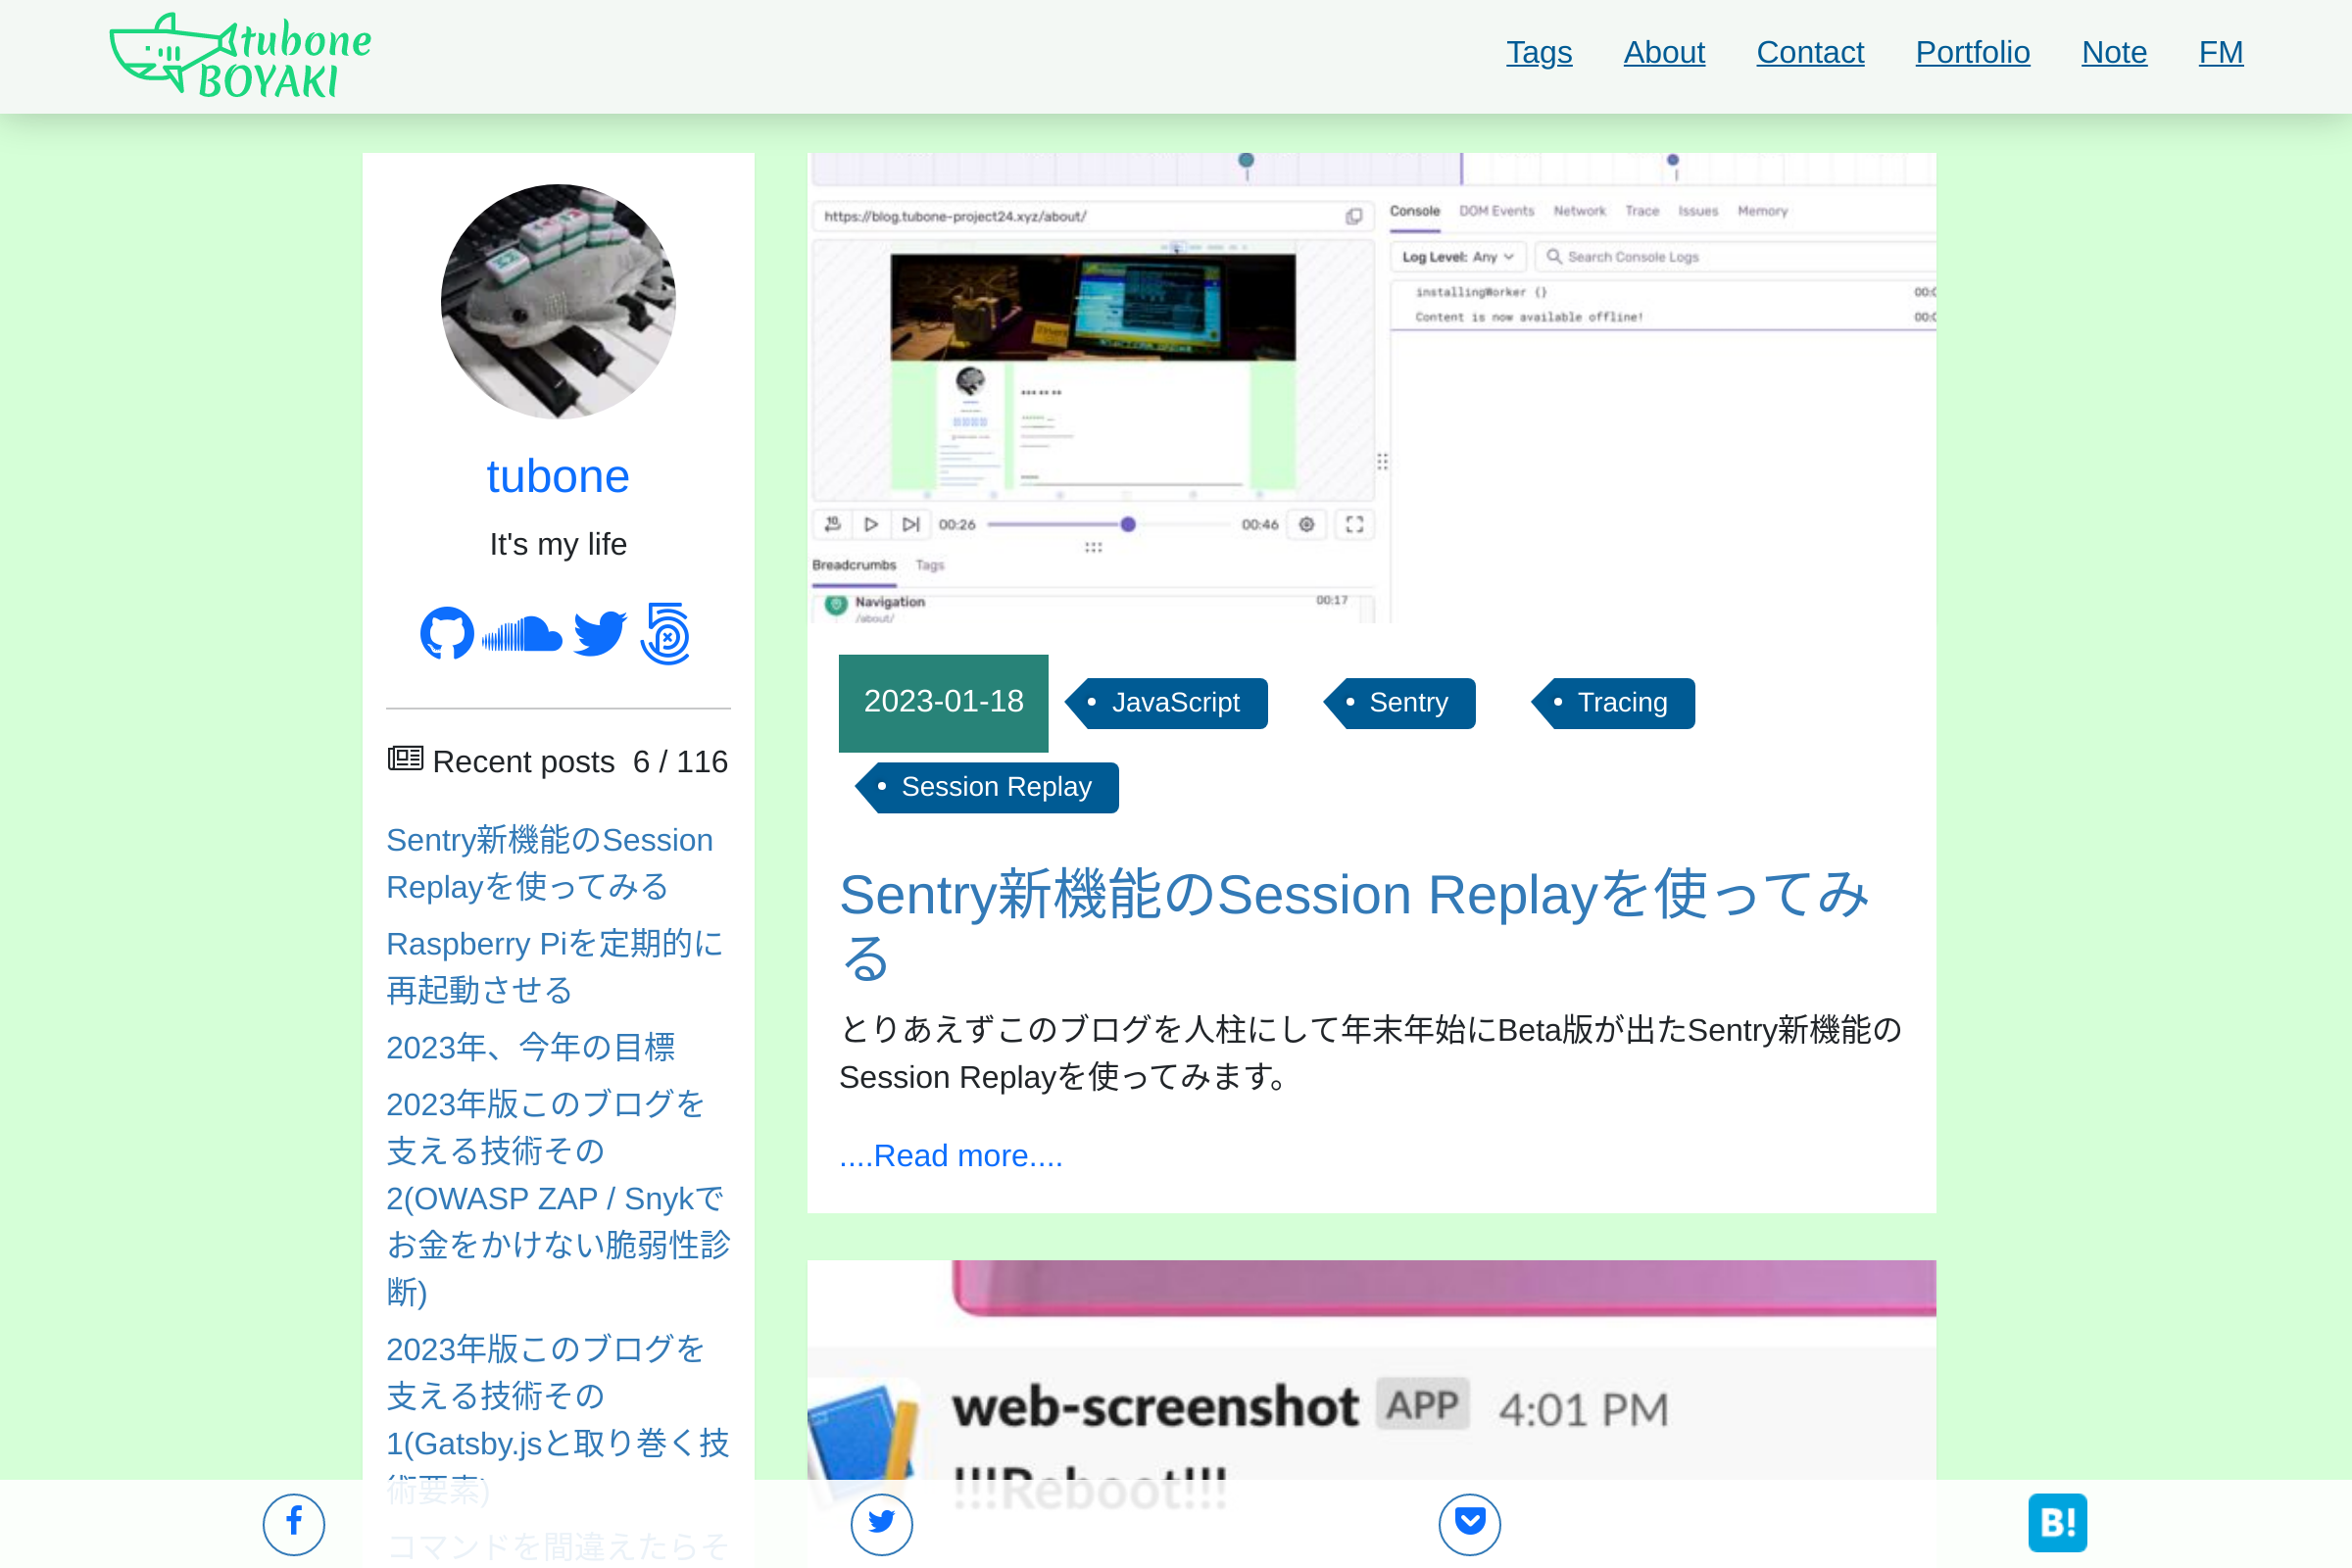 tubone
BOYAKI
Tags About Contact Portfolio Note FM
tubone
It's my life
Recent posts 6 / 116
Sentry新機能のSession
Replayを使ってみる
Raspberry Piを定期的に
再起動させる
2023年、今年の目標
2023年版このブログを
支える技術その
2(OWASP ZAP / Snykで
お金をかけない脆弱性診
断)
2023年版このブログを
支える技術その
1(Gatsby.jsと取り巻く技
術要素)
コマンドを間違えたらそ
https://blog.tubone-project24.xyz/about/
Console DOM Events Network Trace Issues Memory
Log Level: Any Search Console Logs
installingWorker {}
Content is now available offline!
10 00:26 00:46
Breadcrumbs Tags
Navigation 00:17
/about/
2023-01-18 JavaScript Sentry Tracing
Session Replay
Sentry新機能のSession Replayを使ってみ
る
とりあえずこのブログを人柱にして年末年始にBeta版が出たSentry新機能の
Session Replayを使ってみます。
....Read more....
web-screenshot APP 4:01 PM
!!!Reboot!!!
B!